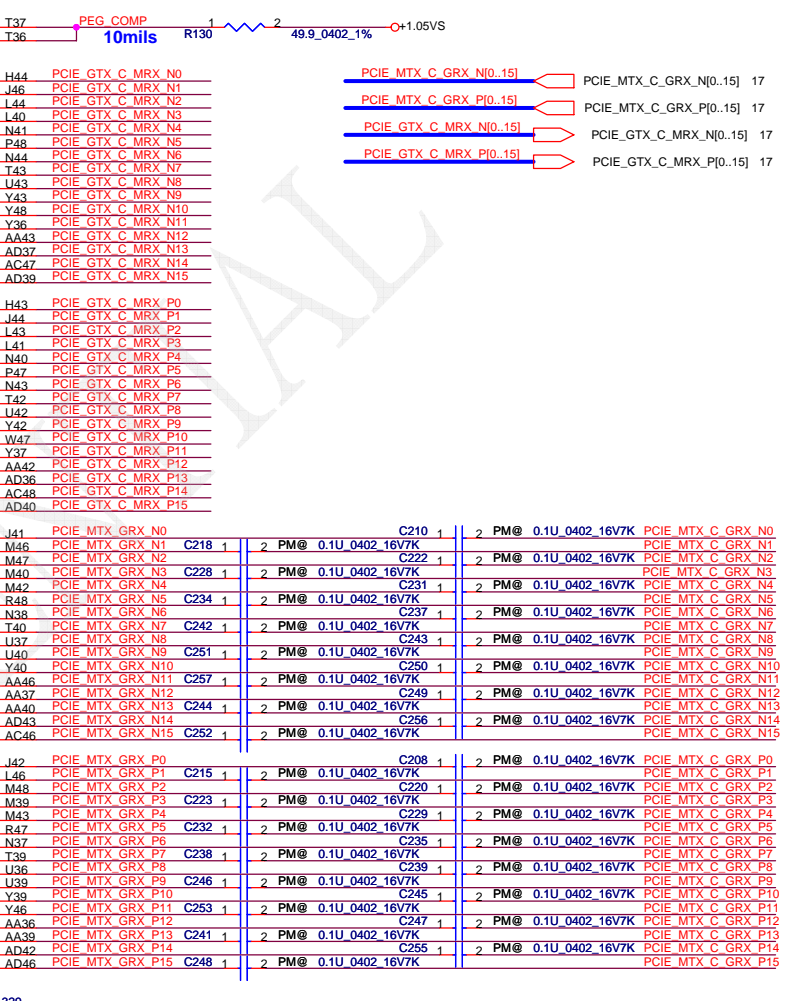 T37 PEG_COMP 1 2 +1.05VS
T36 10mils R130 49.9_0402_1%
H44 PCIE_GTX_C_MRX_N0 PCIE_MTX_C_GRX_N[0..15] PCIE_MTX_C_GRX_N[0..15] 17
J46 PCIE_GTX_C_MRX_N1
L44 PCIE_GTX_C_MRX_N2 PCIE_MTX_C_GRX_P[0..15] PCIE_MTX_C_GRX_P[0..15] 17
L40 PCIE_GTX_C_MRX_N3
N41 PCIE_GTX_C_MRX_N4 PCIE_GTX_C_MRX_N[0..15] PCIE_GTX_C_MRX_N[0..15] 17
P48 PCIE_GTX_C_MRX_N5
N44 PCIE_GTX_C_MRX_N6 PCIE_GTX_C_MRX_P[0..15] PCIE_GTX_C_MRX_P[0..15] 17
T43 PCIE_GTX_C_MRX_N7
U43 PCIE_GTX_C_MRX_N8
Y43 PCIE_GTX_C_MRX_N9
Y48 PCIE_GTX_C_MRX_N10
Y36 PCIE_GTX_C_MRX_N11
AA43 PCIE_GTX_C_MRX_N12
AD37 PCIE_GTX_C_MRX_N13
AC47 PCIE_GTX_C_MRX_N14
AD39 PCIE_GTX_C_MRX_N15
H43 PCIE_GTX_C_MRX_P0
J44 PCIE_GTX_C_MRX_P1
L43 PCIE_GTX_C_MRX_P2
L41 PCIE_GTX_C_MRX_P3
N40 PCIE_GTX_C_MRX_P4
P47 PCIE_GTX_C_MRX_P5
N43 PCIE_GTX_C_MRX_P6
T42 PCIE_GTX_C_MRX_P7
U42 PCIE_GTX_C_MRX_P8
Y42 PCIE_GTX_C_MRX_P9
W47 PCIE_GTX_C_MRX_P10
Y37 PCIE_GTX_C_MRX_P11
AA42 PCIE_GTX_C_MRX_P12
AD36 PCIE_GTX_C_MRX_P13
AC48 PCIE_GTX_C_MRX_P14
AD40 PCIE_GTX_C_MRX_P15
J41 PCIE_MTX_GRX_N0 C210 1 2 PM@ 0.1U_0402_16V7K PCIE_MTX_C_GRX_N0
M46 PCIE_MTX_GRX_N1 C218 1 2 PM@ 0.1U_0402_16V7K PCIE_MTX_C_GRX_N1
M47 PCIE_MTX_GRX_N2 C222 1 2 PM@ 0.1U_0402_16V7K PCIE_MTX_C_GRX_N2
M40 PCIE_MTX_GRX_N3 C228 1 2 PM@ 0.1U_0402_16V7K PCIE_MTX_C_GRX_N3
M42 PCIE_MTX_GRX_N4 C231 1 2 PM@ 0.1U_0402_16V7K PCIE_MTX_C_GRX_N4
R48 PCIE_MTX_GRX_N5 C234 1 2 PM@ 0.1U_0402_16V7K PCIE_MTX_C_GRX_N5
N38 PCIE_MTX_GRX_N6 C237 1 2 PM@ 0.1U_0402_16V7K PCIE_MTX_C_GRX_N6
T40 PCIE_MTX_GRX_N7 C242 1 2 PM@ 0.1U_0402_16V7K PCIE_MTX_C_GRX_N7
U37 PCIE_MTX_GRX_N8 C243 1 2 PM@ 0.1U_0402_16V7K PCIE_MTX_C_GRX_N8
U40 PCIE_MTX_GRX_N9 C251 1 2 PM@ 0.1U_0402_16V7K PCIE_MTX_C_GRX_N9
Y40 PCIE_MTX_GRX_N10 C250 1 2 PM@ 0.1U_0402_16V7K PCIE_MTX_C_GRX_N10
AA46 PCIE_MTX_GRX_N11 C257 1 2 PM@ 0.1U_0402_16V7K PCIE_MTX_C_GRX_N11
AA37 PCIE_MTX_GRX_N12 C249 1 2 PM@ 0.1U_0402_16V7K PCIE_MTX_C_GRX_N12
AA40 PCIE_MTX_GRX_N13 C244 1 2 PM@ 0.1U_0402_16V7K PCIE_MTX_C_GRX_N13
AD43 PCIE_MTX_GRX_N14 C256 1 2 PM@ 0.1U_0402_16V7K PCIE_MTX_C_GRX_N14
AC46 PCIE_MTX_GRX_N15 C252 1 2 PM@ 0.1U_0402_16V7K PCIE_MTX_C_GRX_N15
J42 PCIE_MTX_GRX_P0 C208 1 2 PM@ 0.1U_0402_16V7K PCIE_MTX_C_GRX_P0
L46 PCIE_MTX_GRX_P1 C215 1 2 PM@ 0.1U_0402_16V7K PCIE_MTX_C_GRX_P1
M48 PCIE_MTX_GRX_P2 C220 1 2 PM@ 0.1U_0402_16V7K PCIE_MTX_C_GRX_P2
M39 PCIE_MTX_GRX_P3 C223 1 2 PM@ 0.1U_0402_16V7K PCIE_MTX_C_GRX_P3
M43 PCIE_MTX_GRX_P4 C229 1 2 PM@ 0.1U_0402_16V7K PCIE_MTX_C_GRX_P4
R47 PCIE_MTX_GRX_P5 C232 1 2 PM@ 0.1U_0402_16V7K PCIE_MTX_C_GRX_P5
N37 PCIE_MTX_GRX_P6 C235 1 2 PM@ 0.1U_0402_16V7K PCIE_MTX_C_GRX_P6
T39 PCIE_MTX_GRX_P7 C238 1 2 PM@ 0.1U_0402_16V7K PCIE_MTX_C_GRX_P7
U36 PCIE_MTX_GRX_P8 C239 1 2 PM@ 0.1U_0402_16V7K PCIE_MTX_C_GRX_P8
U39 PCIE_MTX_GRX_P9 C246 1 2 PM@ 0.1U_0402_16V7K PCIE_MTX_C_GRX_P9
Y39 PCIE_MTX_GRX_P10 C245 1 2 PM@ 0.1U_0402_16V7K PCIE_MTX_C_GRX_P10
Y46 PCIE_MTX_GRX_P11 C253 1 2 PM@ 0.1U_0402_16V7K PCIE_MTX_C_GRX_P11
AA36 PCIE_MTX_GRX_P12 C247 1 2 PM@ 0.1U_0402_16V7K PCIE_MTX_C_GRX_P12
AA39 PCIE_MTX_GRX_P13 C241 1 2 PM@ 0.1U_0402_16V7K PCIE_MTX_C_GRX_P13
AD42 PCIE_MTX_GRX_P14 C255 1 2 PM@ 0.1U_0402_16V7K PCIE_MTX_C_GRX_P14
AD46 PCIE_MTX_GRX_P15 C248 1 2 PM@ 0.1U_0402_16V7K PCIE_MTX_C_GRX_P15